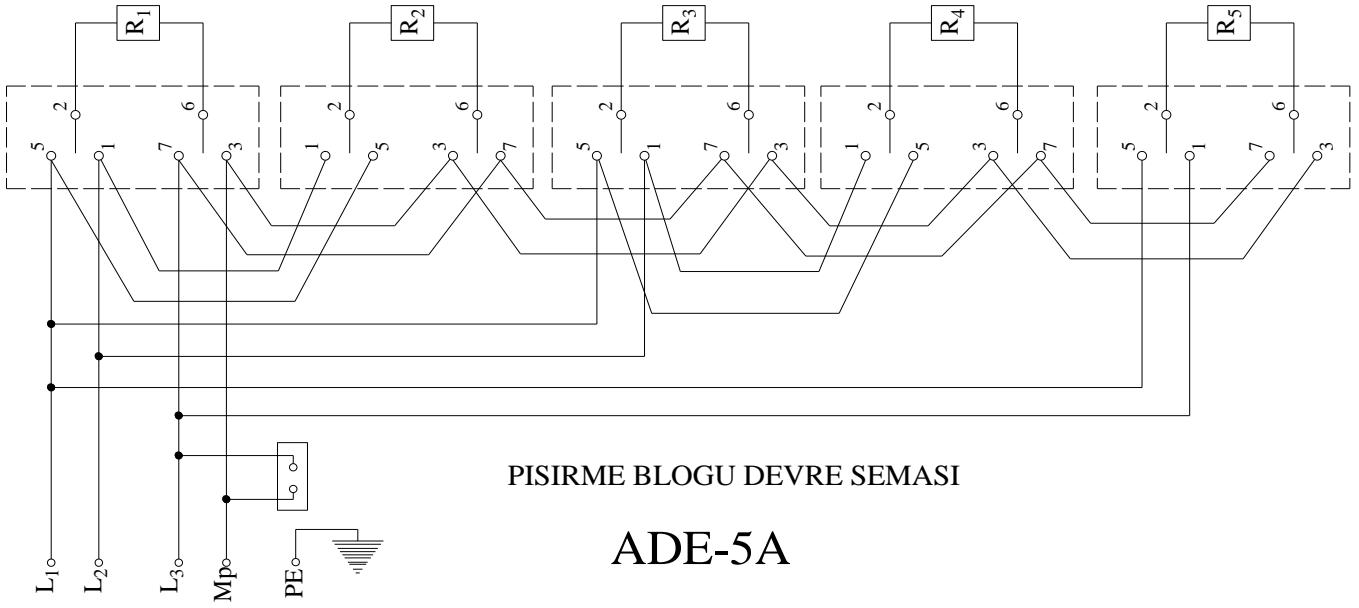 R1 R2 R3 R4 R5
2 6 2 6 2 6 2 6 2 6
5 1 7 3 1 5 3 7 5 1 7 3 1 5 3 7 5 1 7 3
PISIRME BLOGU DEVRE SEMASI
ADE-5A
L1 L2 L3 Mp PE